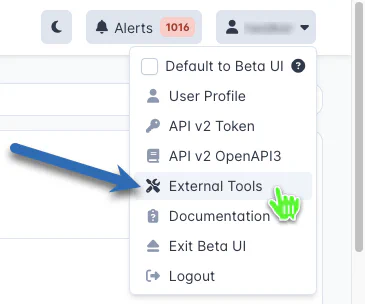 Alerts 1016
Default to Beta UI ?
User Profile
API v2 Token
API v2 OpenAPI3
External Tools
Documentation
Exit Beta UI
Logout